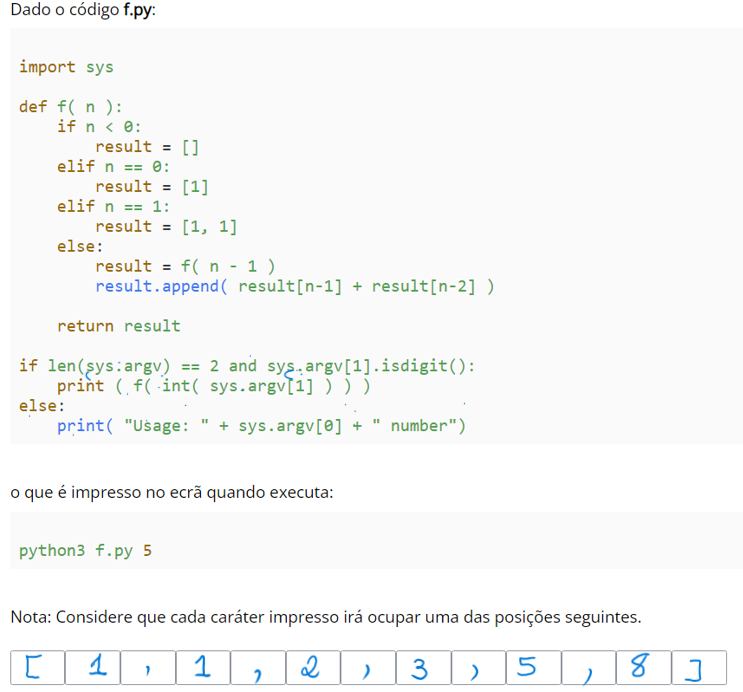 Dado o código f.py:
import sys
def f( n ):
    if n < 0:
        result = []
    elif n == 0:
        result = [1]
    elif n == 1:
        result = [1, 1]
    else:
        result = f( n - 1 )
        result.append( result[n-1] + result[n-2] )
    return result
if len(sys.argv) == 2 and sys.argv[1].isdigit():
    print ( f( int( sys.argv[1] ) ) )
else:
    print( "Usage: " + sys.argv[0] + " number")
o que é impresso no ecrã quando executa:
python3 f.py 5
Nota: Considere que cada caráter impresso irá ocupar uma das posições seguintes.
[ 1 , 1 , 2 , 3 , 5 , 8 ]